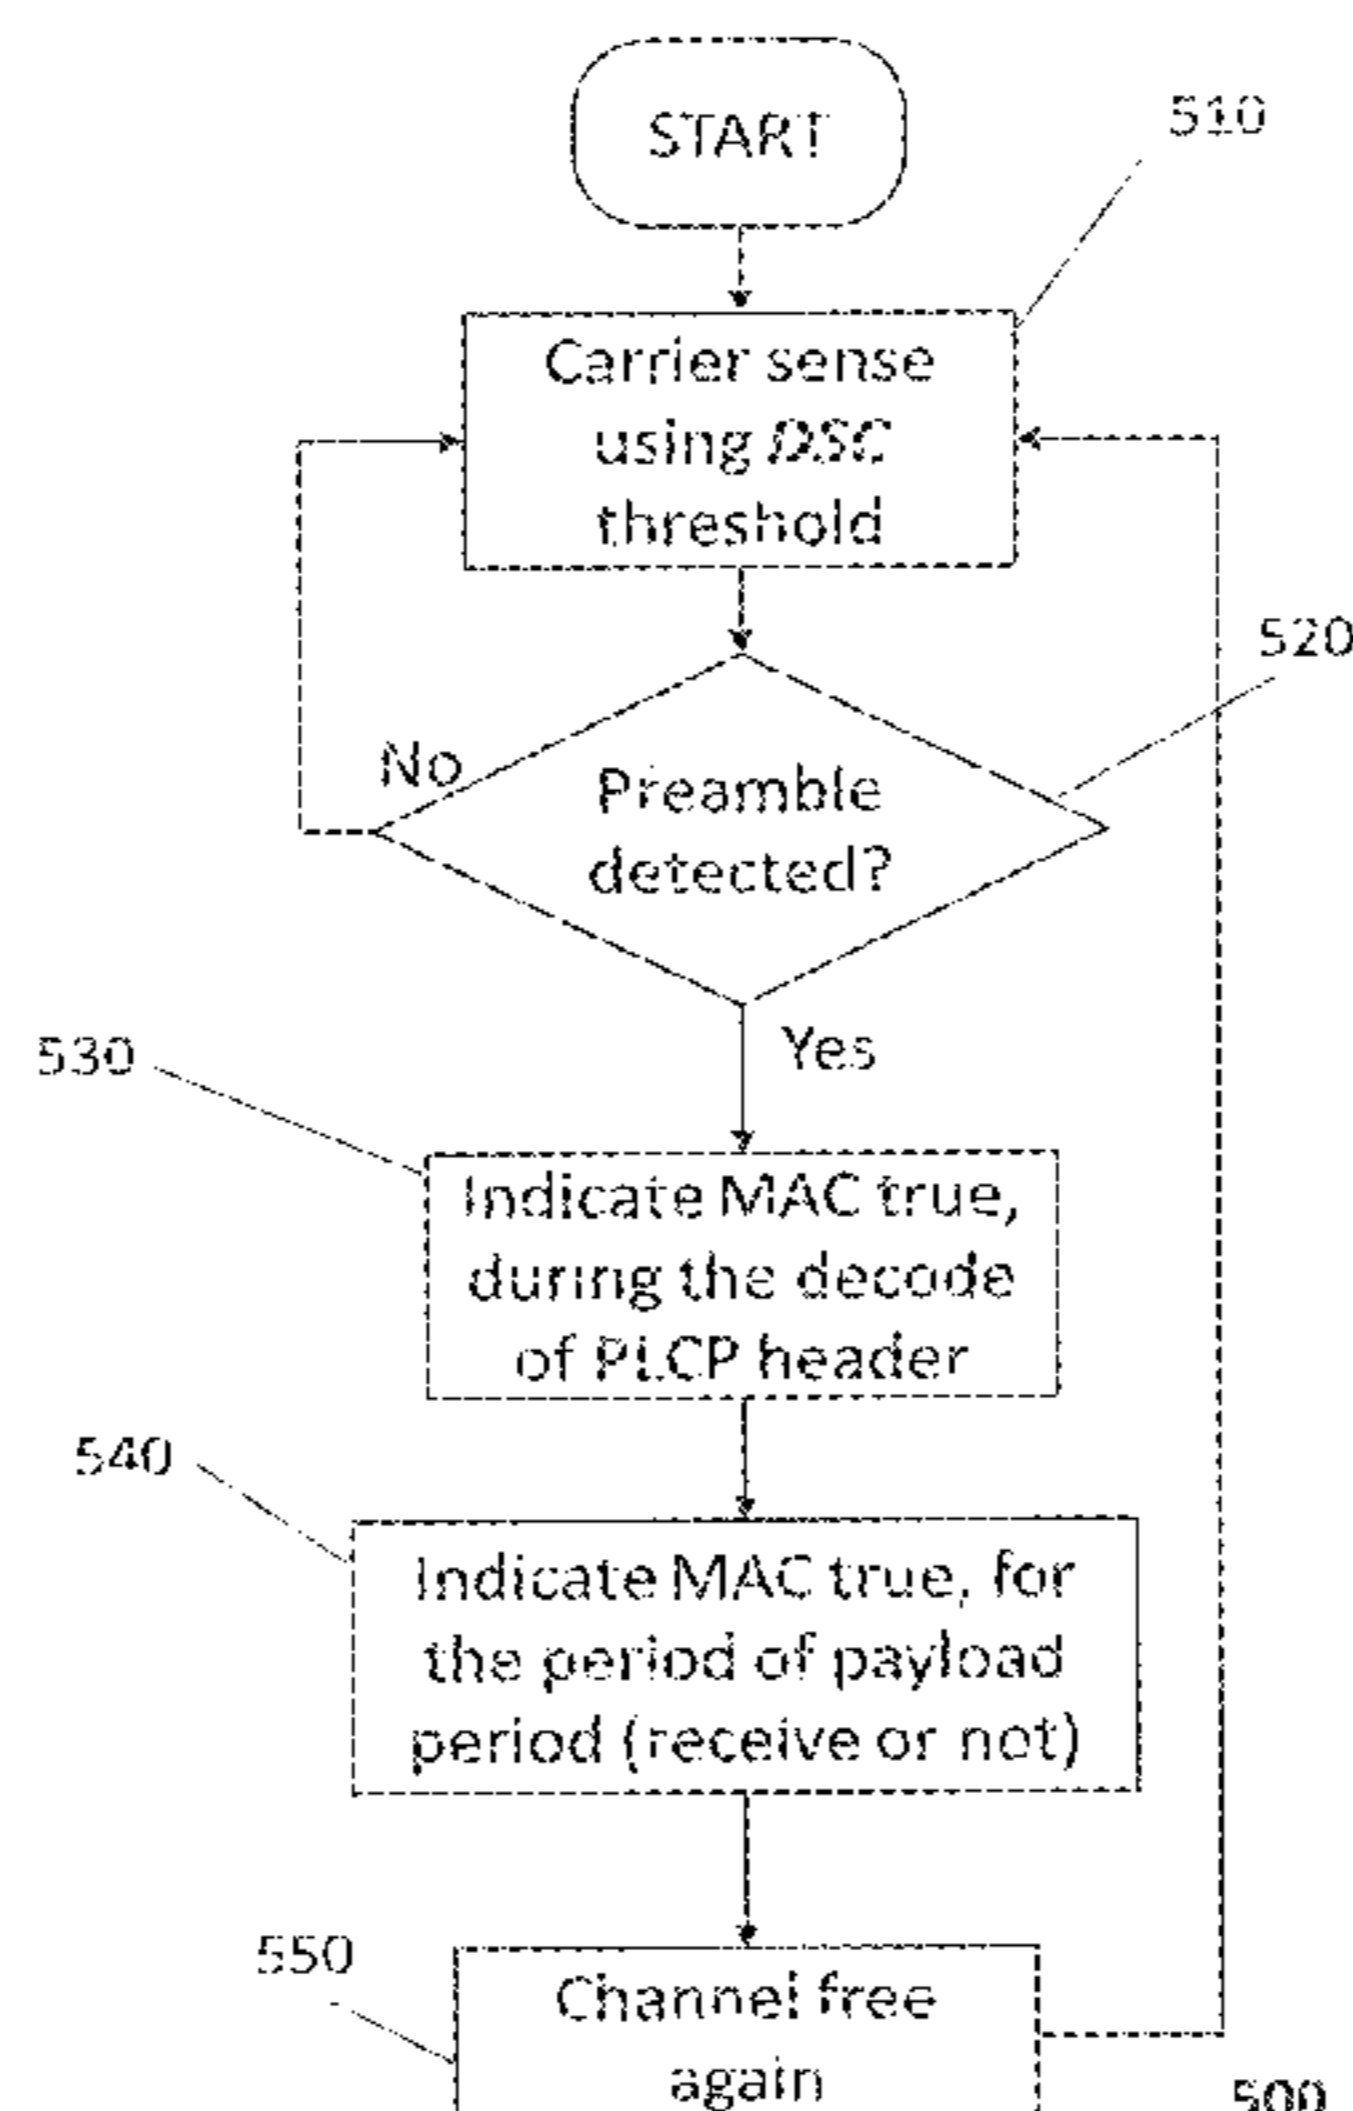 START
510
Carrier sense
using DSC
threshold
520
No
Preamble
detected?
Yes
530
Indicate MAC true,
during the decode
of PLCP header
540
Indicate MAC true, for
the period of payload
period (receive or not)
550
Channel free
again
500